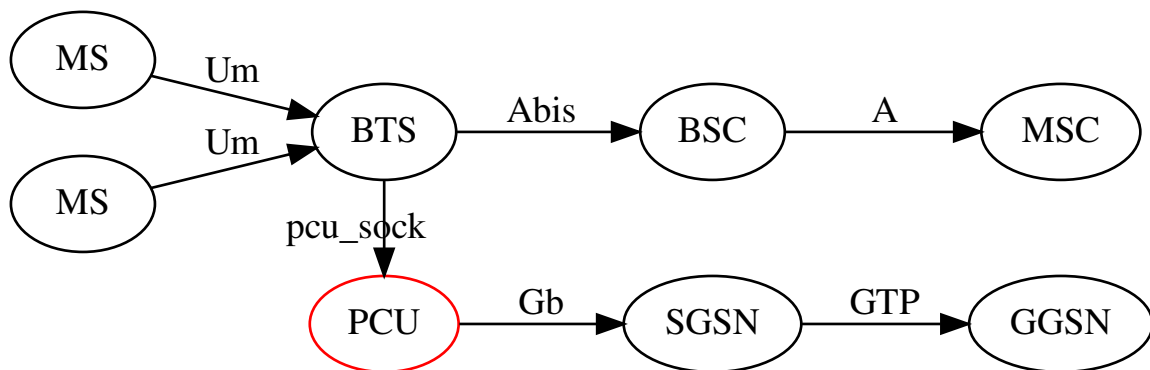 MS
Um
BTS
Abis
BSC
A
MSC
MS
Um
pcu_sock
PCU
Gb
SGSN
GTP
GGSN